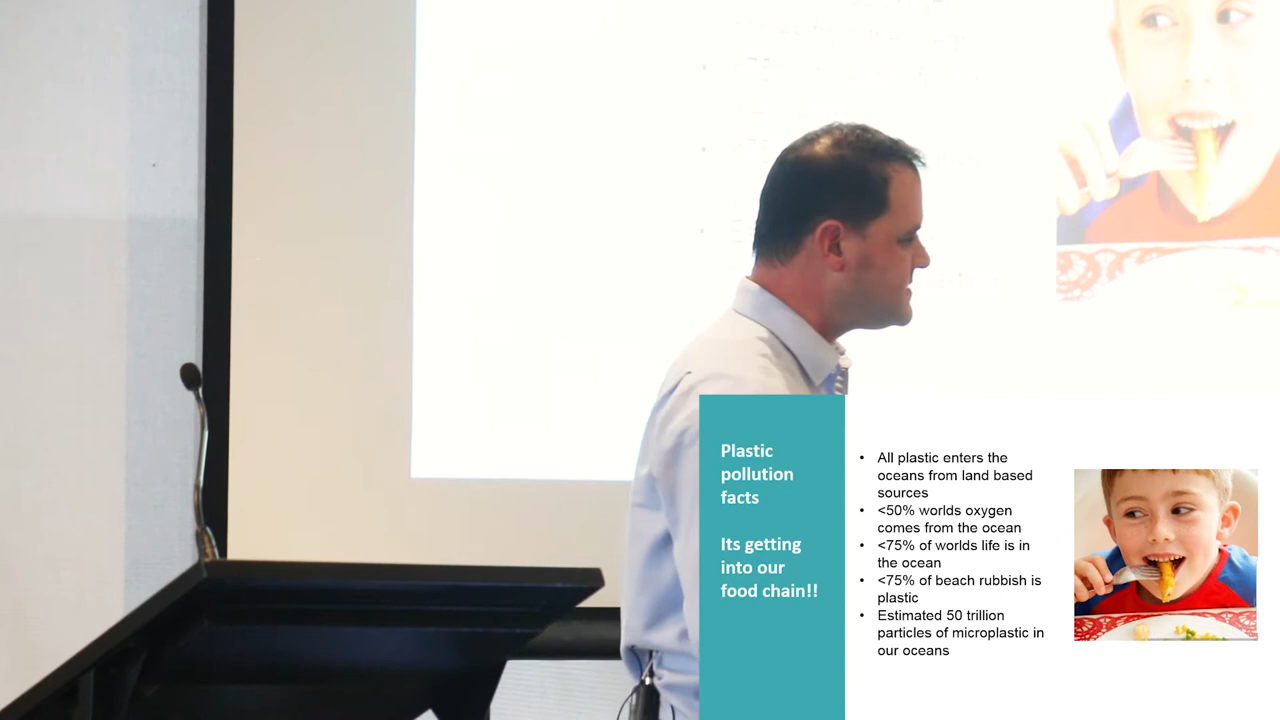 Plastic
pollution
facts
Its getting
into our
food chain!!
• All plastic enters the
oceans from land based
sources
• <50% worlds oxygen
comes from the ocean
• <75% of worlds life is in
the ocean
• <75% of beach rubbish is
plastic
• Estimated 50 trillion
particles of microplastic in
our oceans